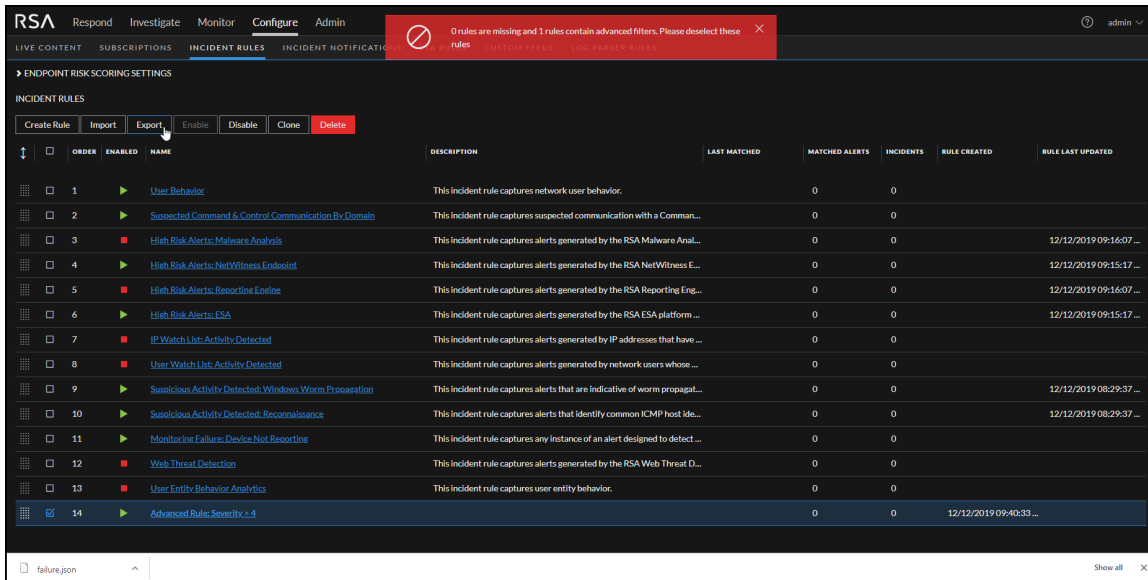 RSA Respond Investigate Monitor Configure Admin admin
0 rules are missing and 1 rules contain advanced filters. Please deselect these rules
LIVE CONTENT SUBSCRIPTIONS INCIDENT RULES INCIDENT NOTIFICATIONS CUSTOM FEEDS LOG PARSER RULES
ENDPOINT RISK SCORING SETTINGS
INCIDENT RULES
Create Rule Import Export Enable Disable Clone Delete
ORDER ENABLED NAME DESCRIPTION LAST MATCHED MATCHED ALERTS INCIDENTS RULE CREATED RULE LAST UPDATED
1 User Behavior This incident rule captures network user behavior. 0 0
2 Suspected Command & Control Communication By Domain This incident rule captures suspected communication with a Comman... 0 0
3 High Risk Alerts: Malware Analysis This incident rule captures alerts generated by the RSA Malware Anal... 0 0 12/12/2019 09:16:07 ...
4 High Risk Alerts: NetWitness Endpoint This incident rule captures alerts generated by the RSA NetWitness E... 0 0 12/12/2019 09:15:17 ...
5 High Risk Alerts: Reporting Engine This incident rule captures alerts generated by the RSA Reporting Eng... 0 0 12/12/2019 09:16:07 ...
6 High Risk Alerts: ESA This incident rule captures alerts generated by the RSA ESA platform ... 0 0 12/12/2019 09:15:17 ...
7 IP Watch List: Activity Detected This incident rule captures alerts generated by IP addresses that have ... 0 0
8 User Watch List: Activity Detected This incident rule captures alerts generated by network users whose ... 0 0
9 Suspicious Activity Detected: Windows Worm Propagation This incident rule captures alerts that are indicative of worm propagat... 0 0 12/12/2019 08:29:37 ...
10 Suspicious Activity Detected: Reconnaissance This incident rule captures alerts that identify common ICMP host ide... 0 0 12/12/2019 08:29:37 ...
11 Monitoring Failure: Device Not Reporting This incident rule captures any instance of an alert designed to detect ... 0 0
12 Web Threat Detection This incident rule captures alerts generated by the RSA Web Threat D... 0 0
13 User Entity Behavior Analytics This incident rule captures user entity behavior. 0 0
14 Advanced Rule: Severity > 4 0 0 12/12/2019 09:40:33 ...
failure.json Show all